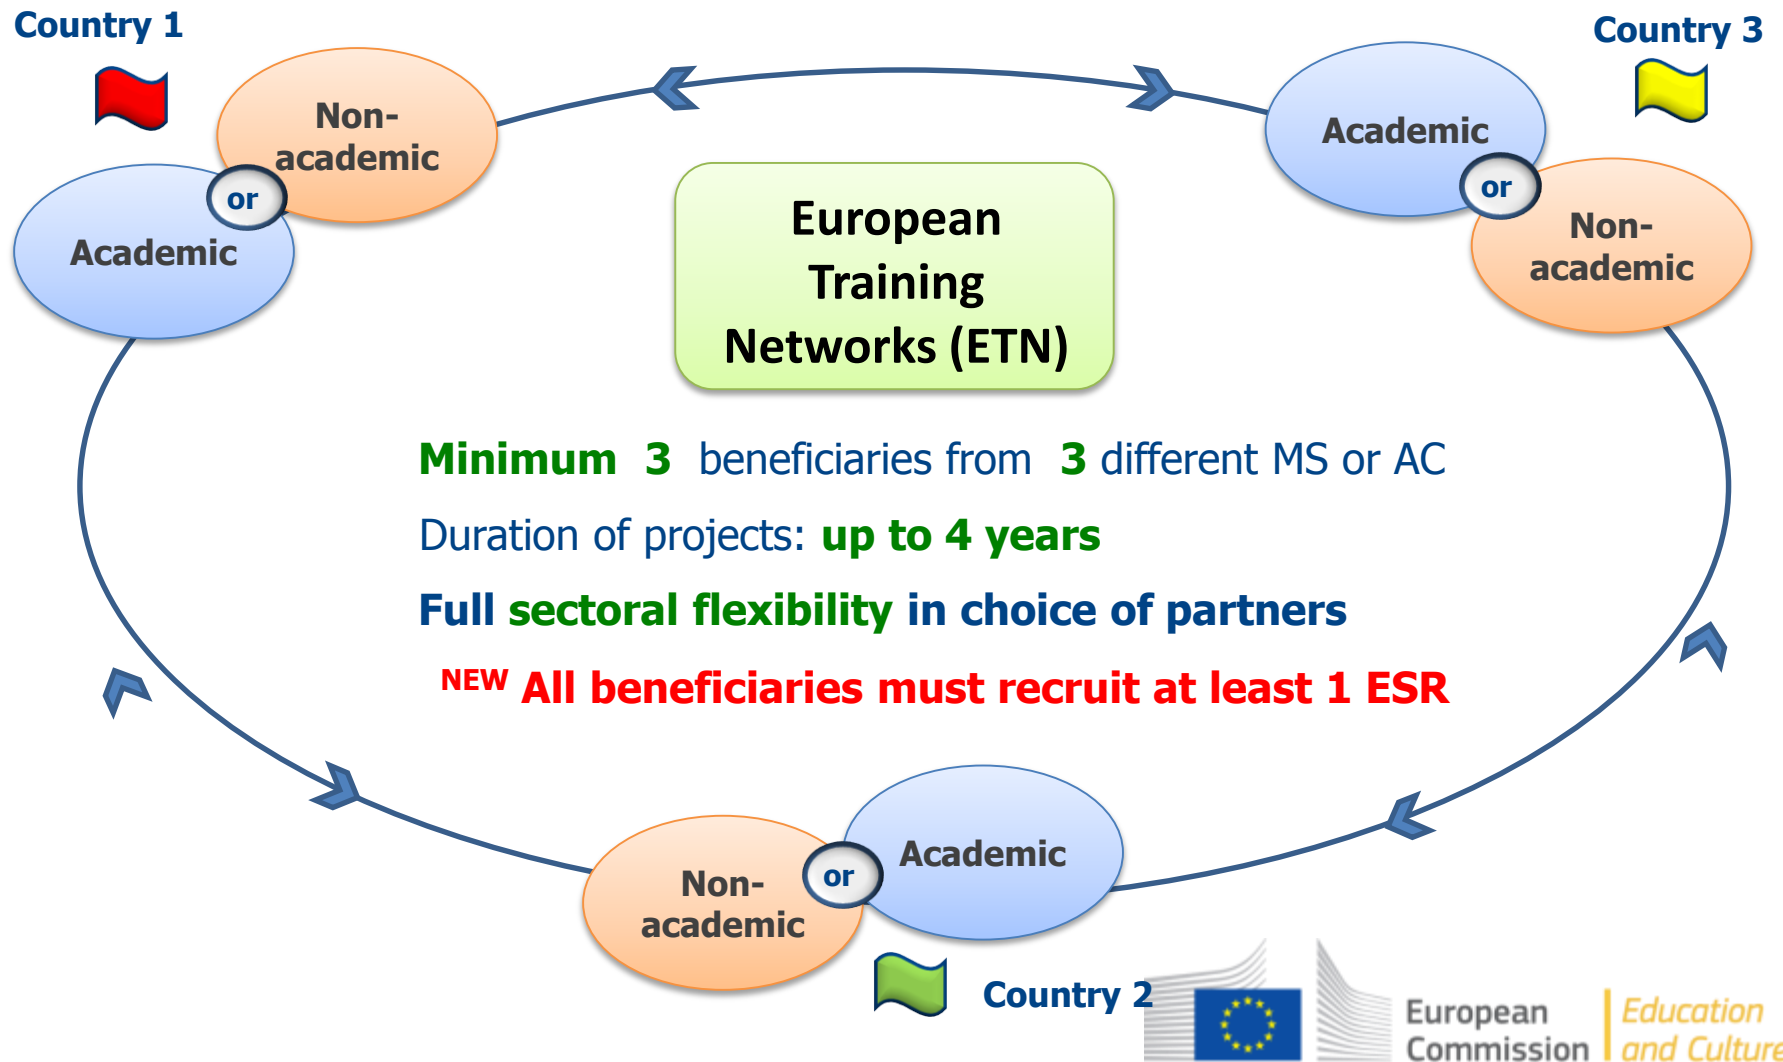 Country 1
Country 3
Non-
academic
or
Academic
Academic
or
Non-
academic
European
Training
Networks (ETN)
Minimum 3 beneficiaries from 3 different MS or AC
Duration of projects: up to 4 years
Full sectoral flexibility in choice of partners
NEW All beneficiaries must recruit at least 1 ESR
Non-
academic
or
Academic
Country 2
European
Commission
Education
and Culture